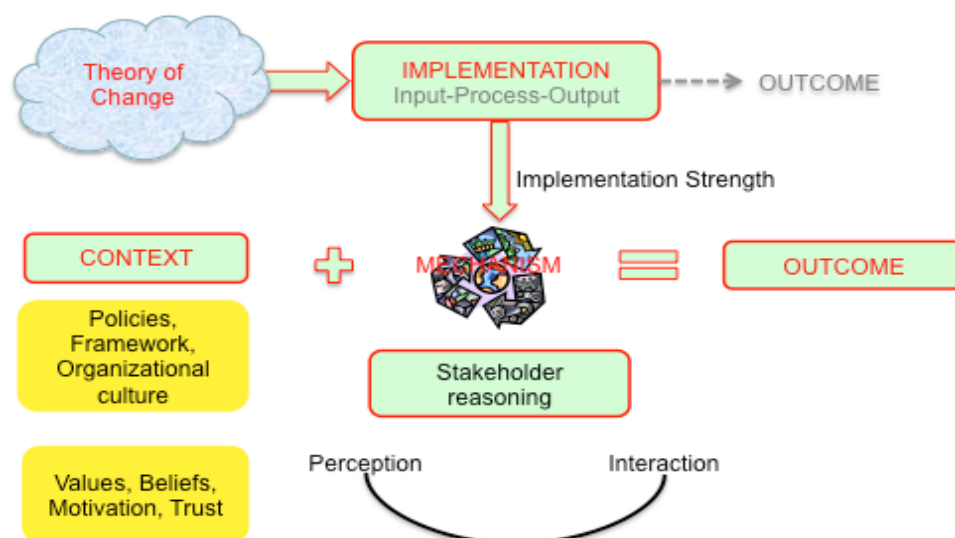 Theory of
Change
IMPLEMENTATION
Input-Process-Output
OUTCOME
Implementation Strength
CONTEXT
MECHANISM
OUTCOME
Policies,
Framework,
Organizational
culture
Stakeholder
reasoning
Values, Beliefs,
Motivation, Trust
Perception
Interaction